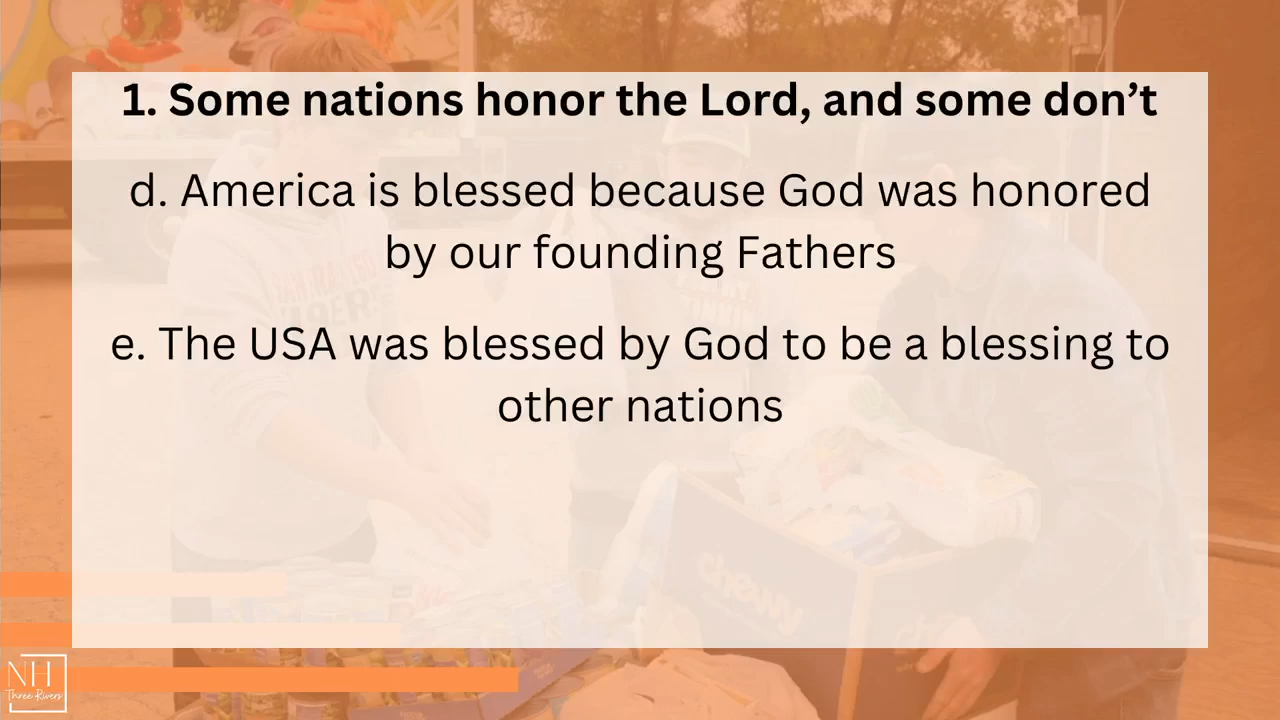 1. Some nations honor the Lord, and some don’t
d. America is blessed because God was honored
by our founding Fathers
e. The USA was blessed by God to be a blessing to
other nations
chewy
NH
Three Rivers